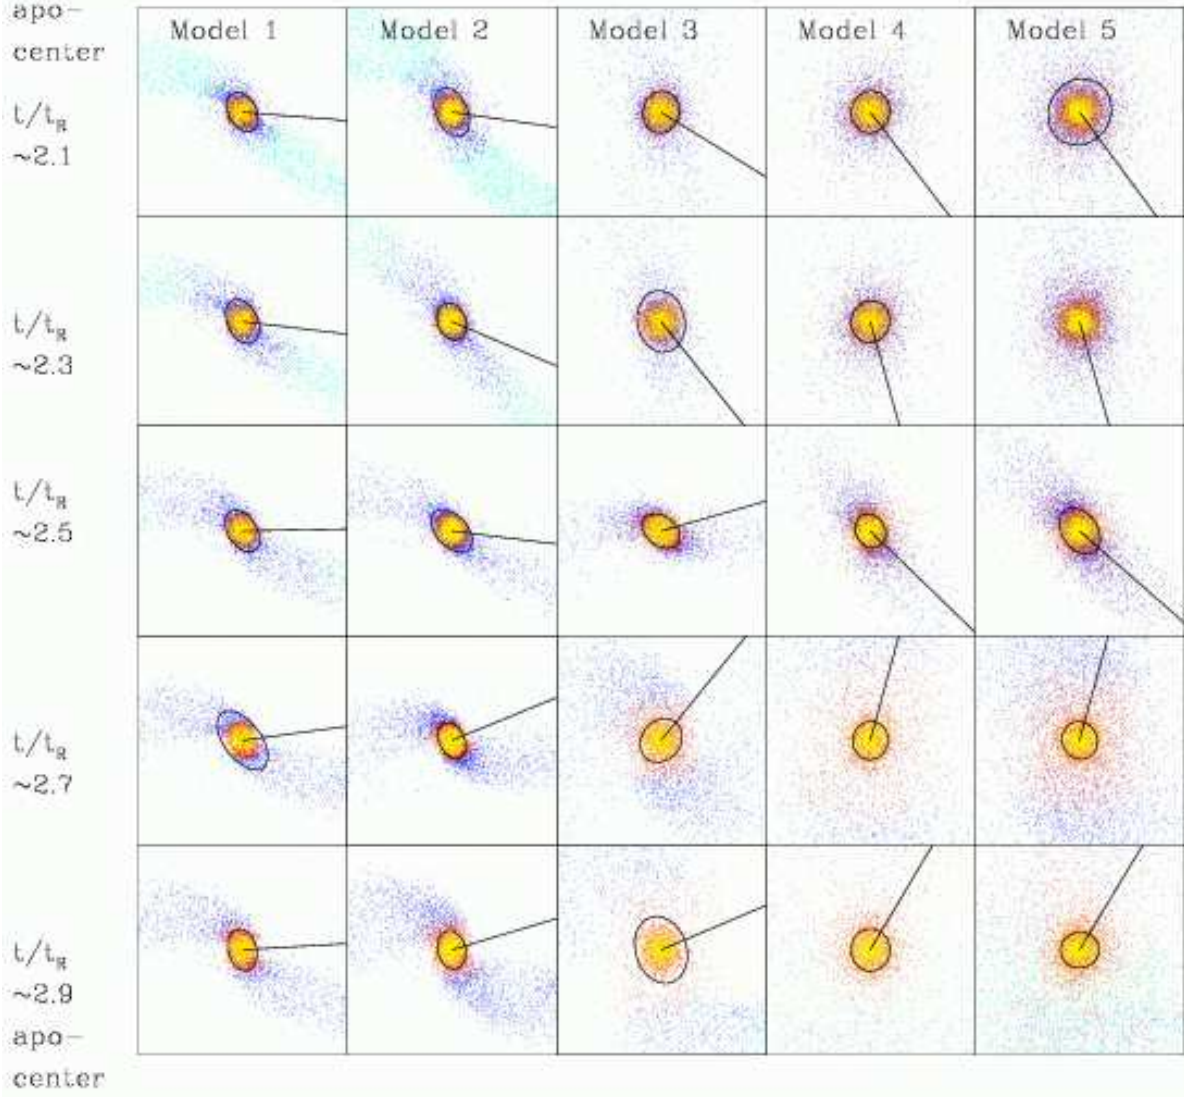 apo-
center
Model 1 Model 2 Model 3 Model 4 Model 5
t/t_R
~2.1
t/t_R
~2.3
t/t_R
~2.5
t/t_R
~2.7
t/t_R
~2.9
apo-
center